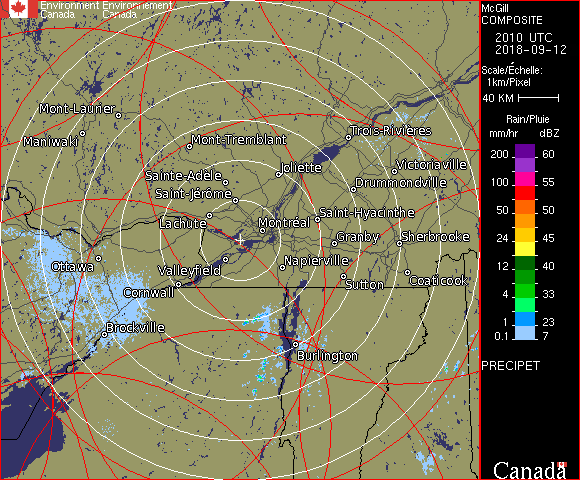 Environment Environnement
Canada Canada
McGill
COMPOSITE
2010 UTC
2018-09-12
Scale/Échelle:
1km/Pixel
40 KM
Rain/Pluie
mm/hr dBZ
200 60
155
100 55
50 50
24 45
12 40
4 33
1 23
0.1 7
PRECIPET
Canada
Mont-Laurier
Maniwaki
Mont-Tremblant
Trois-Rivières
Joliette
Victoriaville
Sainte-Adèle
Drummondville
Saint-Jérôme
Lachute
Montréal
Saint-Hyacinthe
Granby
Sherbrooke
Ottawa
Valleyfield
Napierville
Sutton
Coaticook
Cornwall
Brockville
Burlington